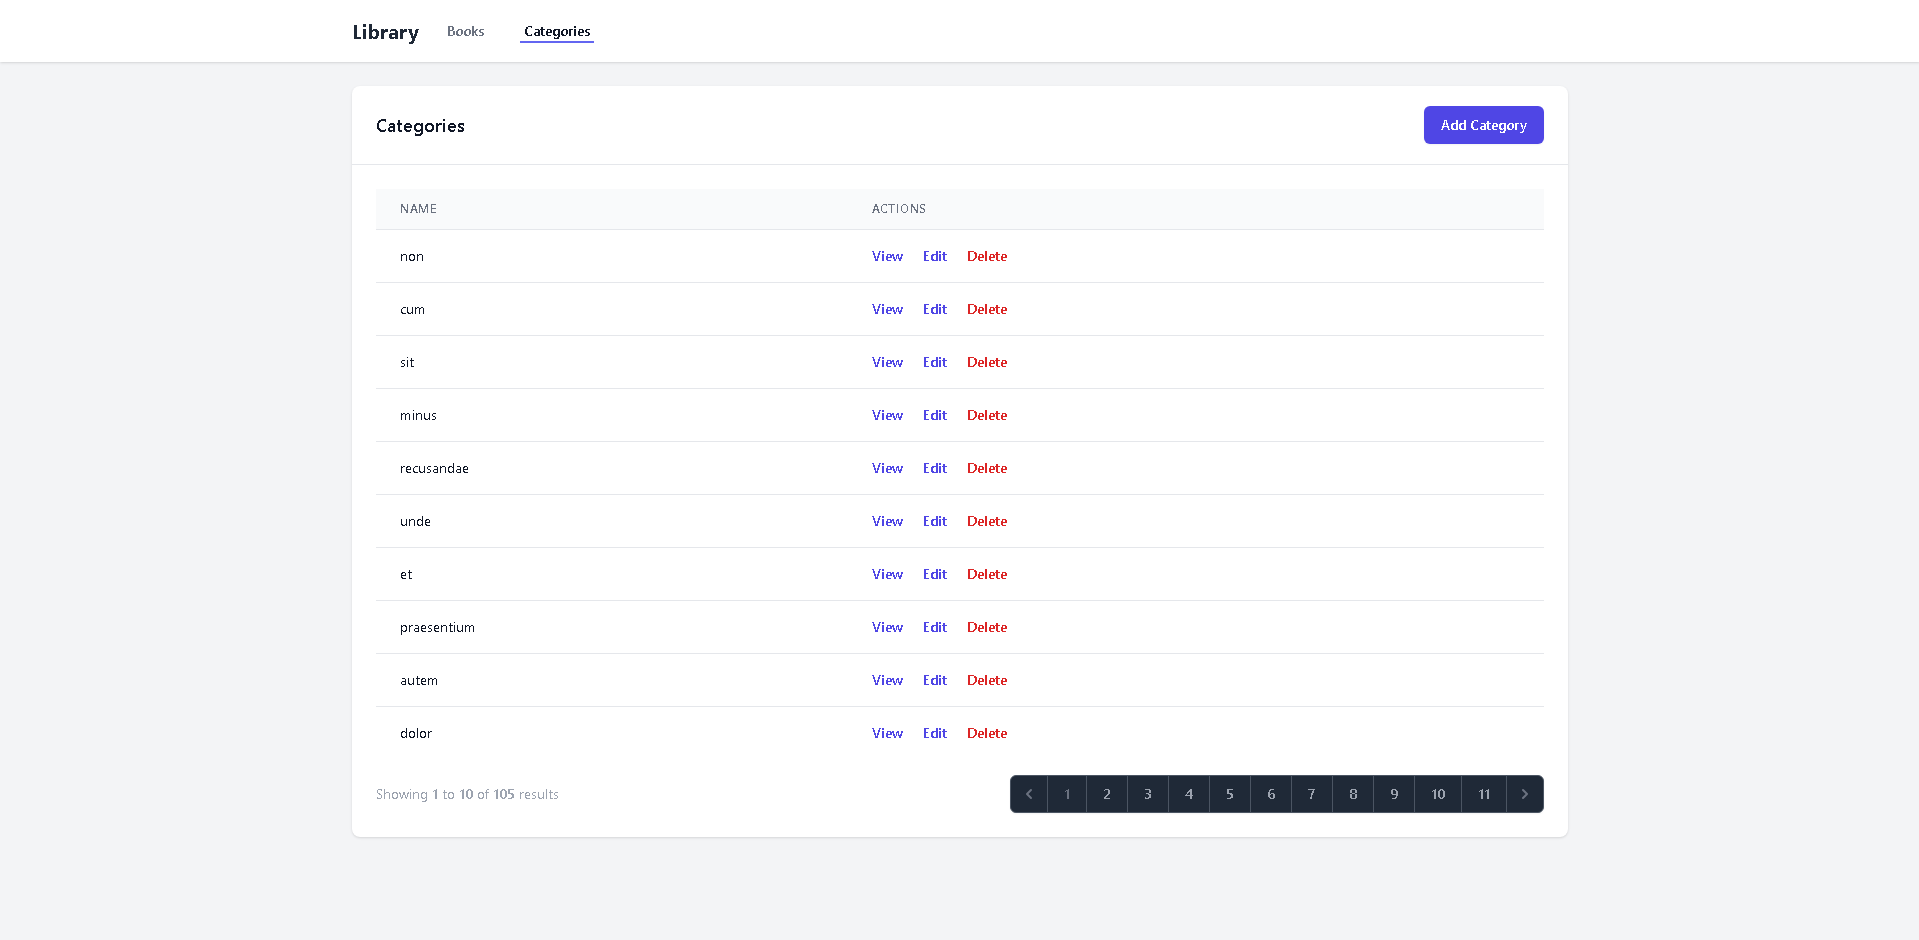 Library Books Categories
Categories Add Category
NAME ACTIONS
non View Edit Delete
cum View Edit Delete
sit View Edit Delete
minus View Edit Delete
recusandae View Edit Delete
unde View Edit Delete
et View Edit Delete
praesentium View Edit Delete
autem View Edit Delete
dolor View Edit Delete
Showing 1 to 10 of 105 results < 1 2 3 4 5 6 7 8 9 10 11 >